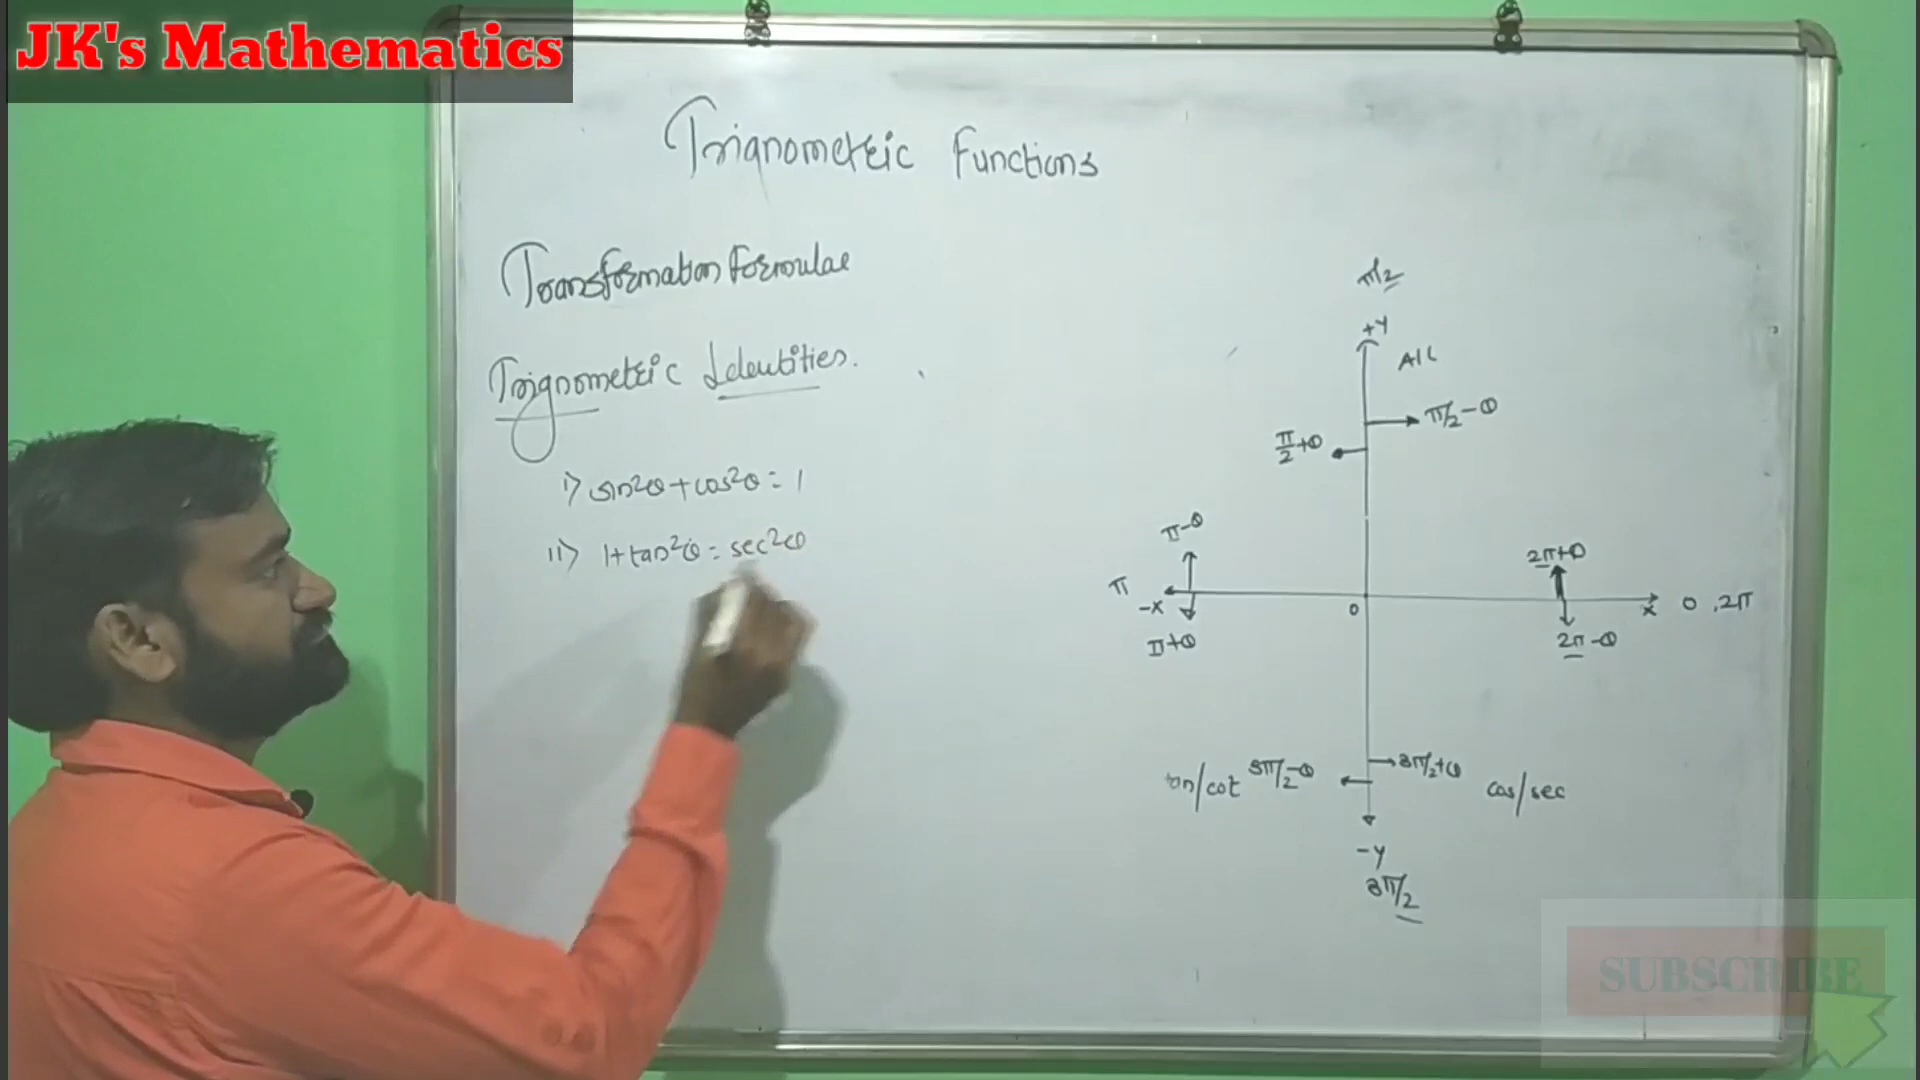 JK's Mathematics
Trignometric Functions
Transformation Formulae
Trignometric Identities.
i) sin²θ + cos²θ = 1
ii) 1 + tan²θ = sec²θ
π/2
+Y
π/2 - θ
π/2 + θ
π - θ
π
-X
π + θ
0
2π + θ
X 0, 2π
2π - θ
tan/cot 3π/2 - θ
3π/2 + θ cos/sec
-Y
3π/2
SUBSCRIBE